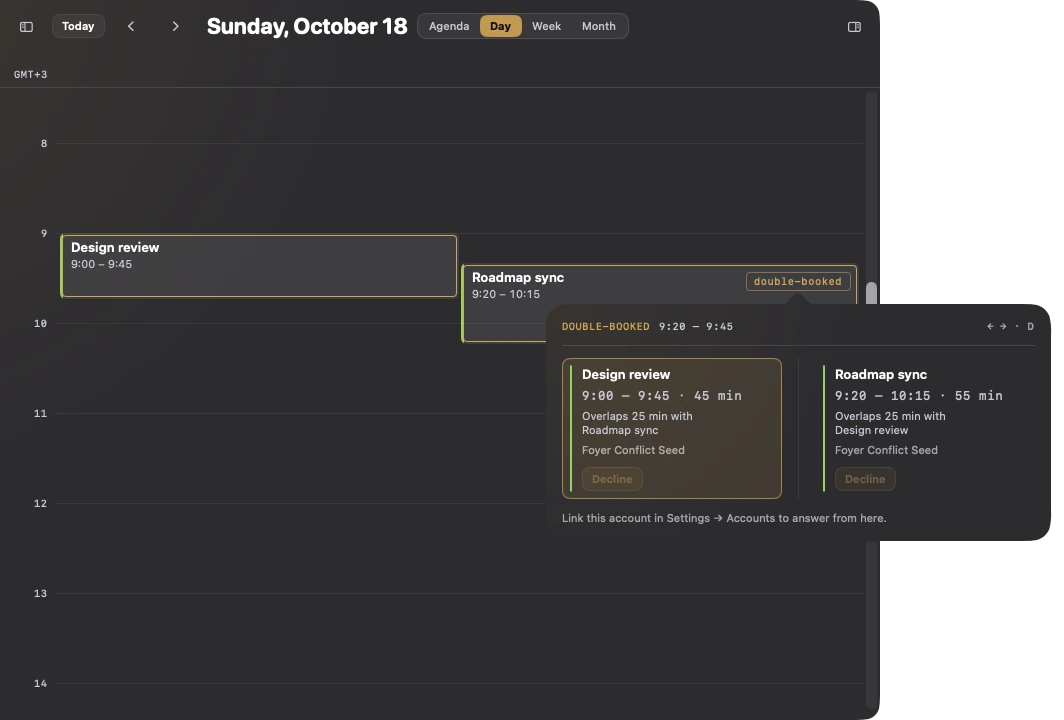 Today
Sunday, October 18
Agenda Day Week Month
GMT+3
8
9
Design review
9:00 – 9:45
Roadmap sync
double-booked
9:20 – 10:15
10
DOUBLE-BOOKED 9:20 – 9:45
← → · D
Design review
9:00 – 9:45 · 45 min
Overlaps 25 min with
Roadmap sync
Foyer Conflict Seed
Decline
Roadmap sync
9:20 – 10:15 · 55 min
Overlaps 25 min with
Design review
Foyer Conflict Seed
Decline
Link this account in Settings → Accounts to answer from here.
11
12
13
14